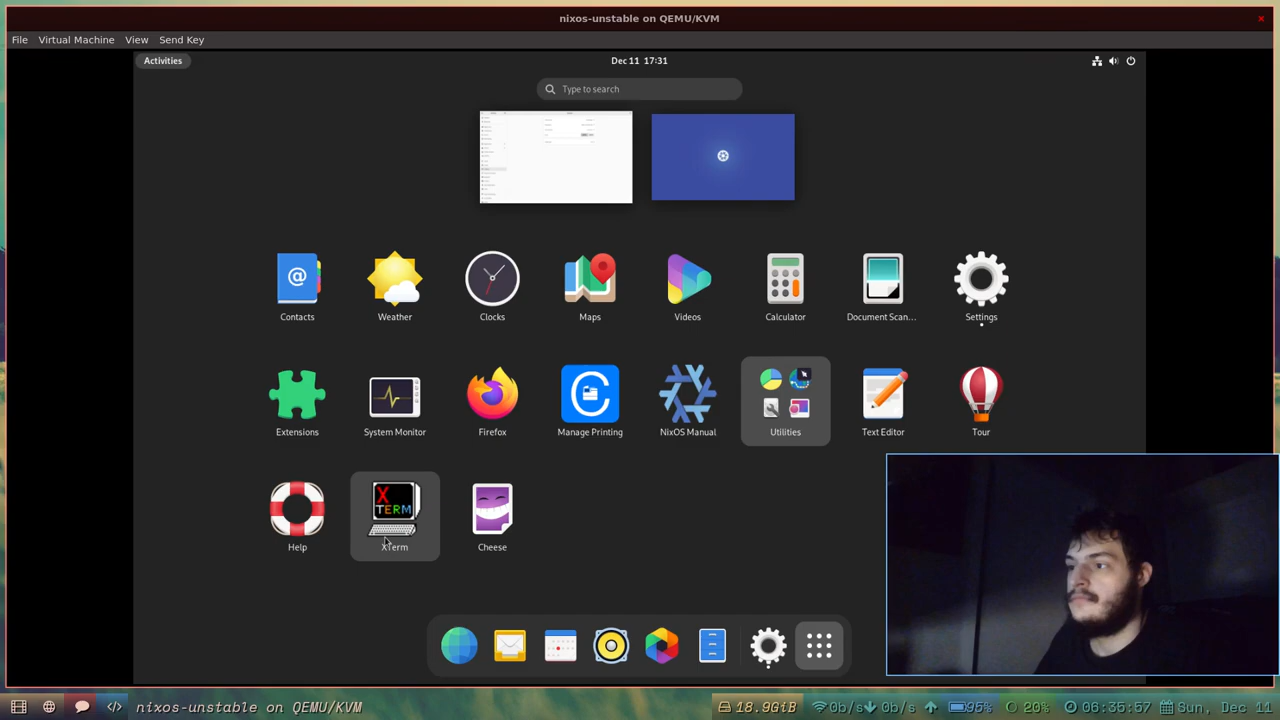 nixos-unstable on QEMU/KVM
File Virtual Machine View Send Key
Activities Dec 11 17:31
Type to search
Contacts Weather Clocks Maps Videos Calculator Document Scan... Settings
Extensions System Monitor Firefox Manage Printing NixOS Manual Utilities Text Editor Tour
X
TERM
Help XTerm Cheese
nixos-unstable on QEMU/KVM 18.9GiB 0b/s 0b/s 95% 20% 06:35:57 Sun, Dec 11